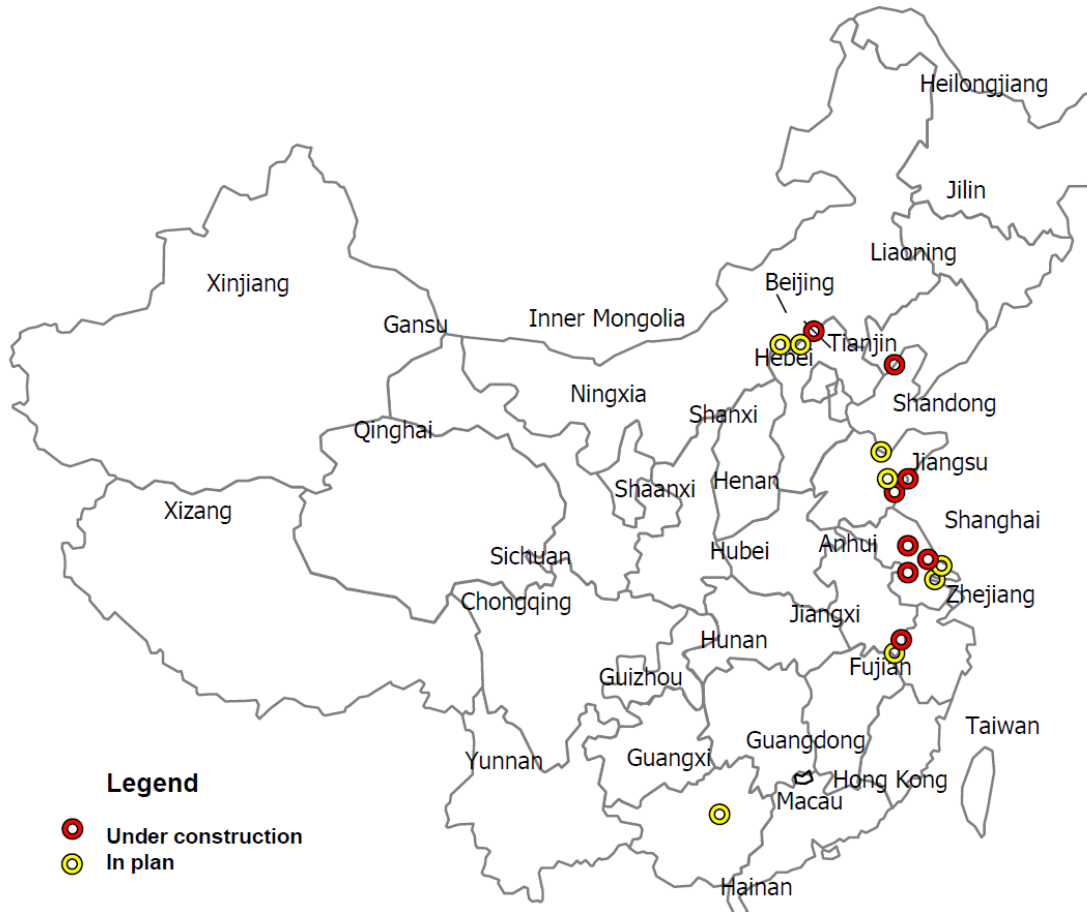 Heilongjiang
Jilin
Liaoning
Beijing
Xinjiang
Inner Mongolia
Gansu
Tianjin
Hebei
Ningxia
Shandong
Shanxi
Qinghai
Jiangsu
Henan
Shaanxi
Xizang
Shanghai
Anhui
Hubei
Sichuan
Zhejiang
Chongqing
Jiangxi
Hunan
Fujian
Guizhou
Taiwan
Guangdong
Guangxi
Yunnan
Hong Kong
Legend
Macau
Under construction
In plan
Hainan